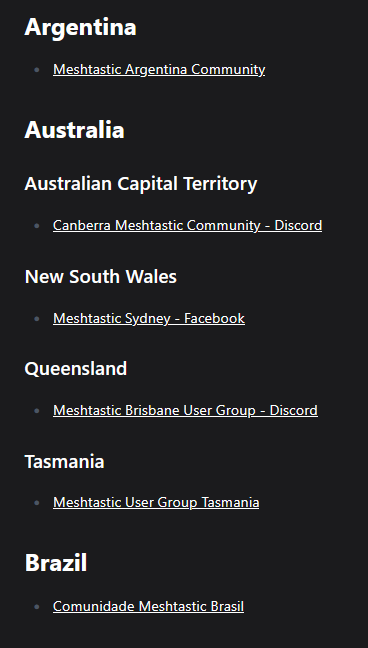 Argentina
Meshtastic Argentina Community
Australia
Australian Capital Territory
Canberra Meshtastic Community - Discord
New South Wales
Meshtastic Sydney - Facebook
Queensland
Meshtastic Brisbane User Group - Discord
Tasmania
Meshtastic User Group Tasmania
Brazil
Comunidade Meshtastic Brasil